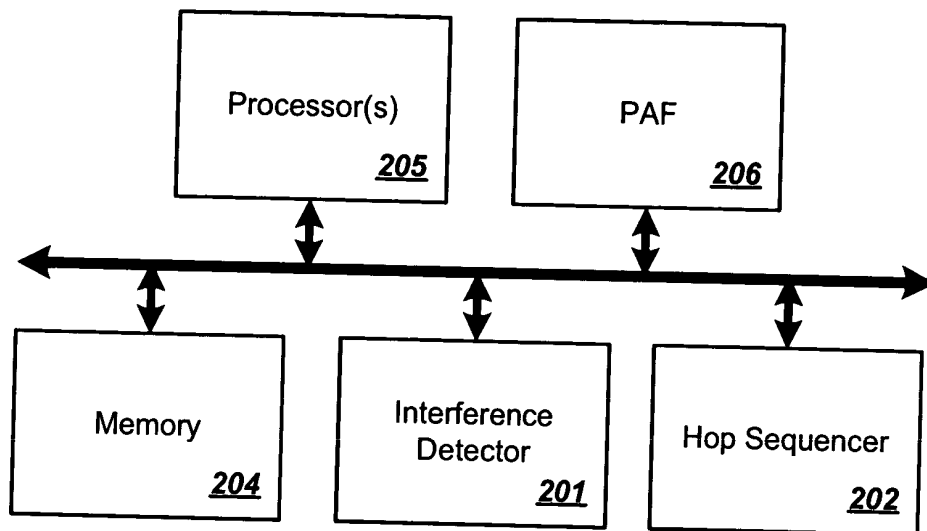 Processor(s)
205
PAF
206
Memory
204
Interference
Detector
201
Hop Sequencer
202